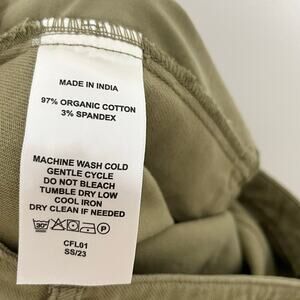 MADE IN INDIA
97% ORGANIC COTTON
3% SPANDEX
MACHINE WASH COLD
GENTLE CYCLE
DO NOT BLEACH
TUMBLE DRY LOW
COOL IRON
DRY CLEAN IF NEEDED
30° P
CFL01
SS/23